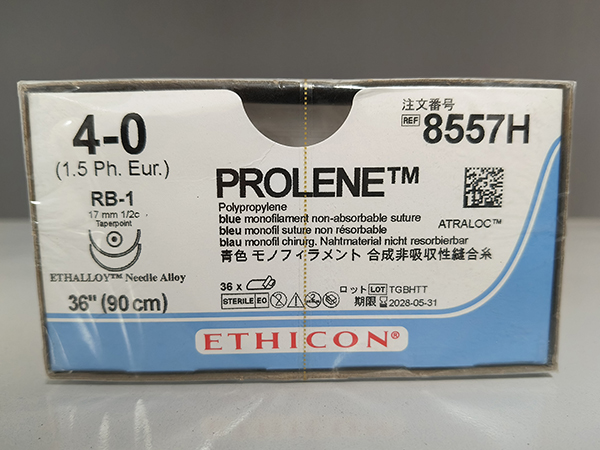 4-0
(1.5 Ph. Eur.)
RB-1
17 mm 1/2c
Taperpoint
ETHALLOY™ Needle Alloy
36" (90 cm)
注文番号
REF 8557H
PROLENE™
Polypropylene
blue monofilament non-absorbable suture
bleu monofil suture non résorbable
blau monofil chirurg. Nahtmaterial nicht resorbierbar
青色 モノフィラメント 合成非吸収性縫合糸
ATRALOC™
36 x
STERILE EO
ロット LOT TGBHTT
期限 2028-05-31
ETHICON®